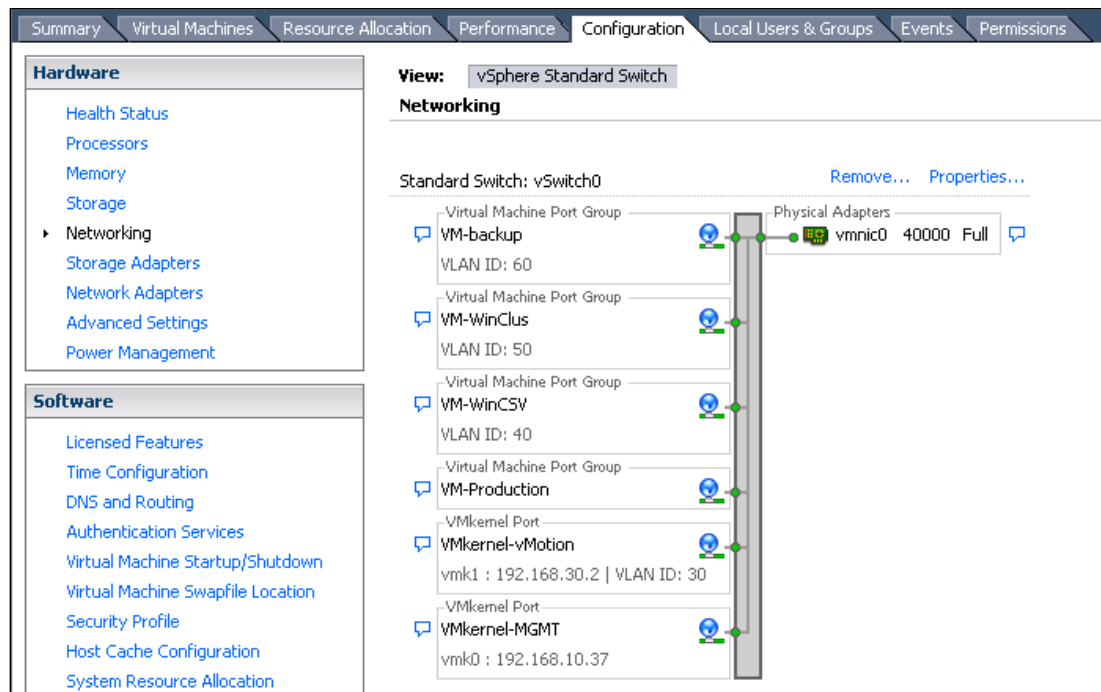 Summary Virtual Machines Resource Allocation Performance Configuration Local Users & Groups Events Permissions
Hardware
Health Status
Processors
Memory
Storage
Networking
Storage Adapters
Network Adapters
Advanced Settings
Power Management
Software
Licensed Features
Time Configuration
DNS and Routing
Authentication Services
Virtual Machine Startup/Shutdown
Virtual Machine Swapfile Location
Security Profile
Host Cache Configuration
System Resource Allocation
View: vSphere Standard Switch
Networking
Standard Switch: vSwitch0 Remove... Properties...
Virtual Machine Port Group
VM-backup
VLAN ID: 60
Virtual Machine Port Group
VM-WinClus
VLAN ID: 50
Virtual Machine Port Group
VM-WinCSV
VLAN ID: 40
Virtual Machine Port Group
VM-Production
VMkernel Port
VMkernel-vMotion
vmk1 : 192.168.30.2 | VLAN ID: 30
VMkernel Port
VMkernel-MGMT
vmk0 : 192.168.10.37
Physical Adapters
vmnic0 40000 Full